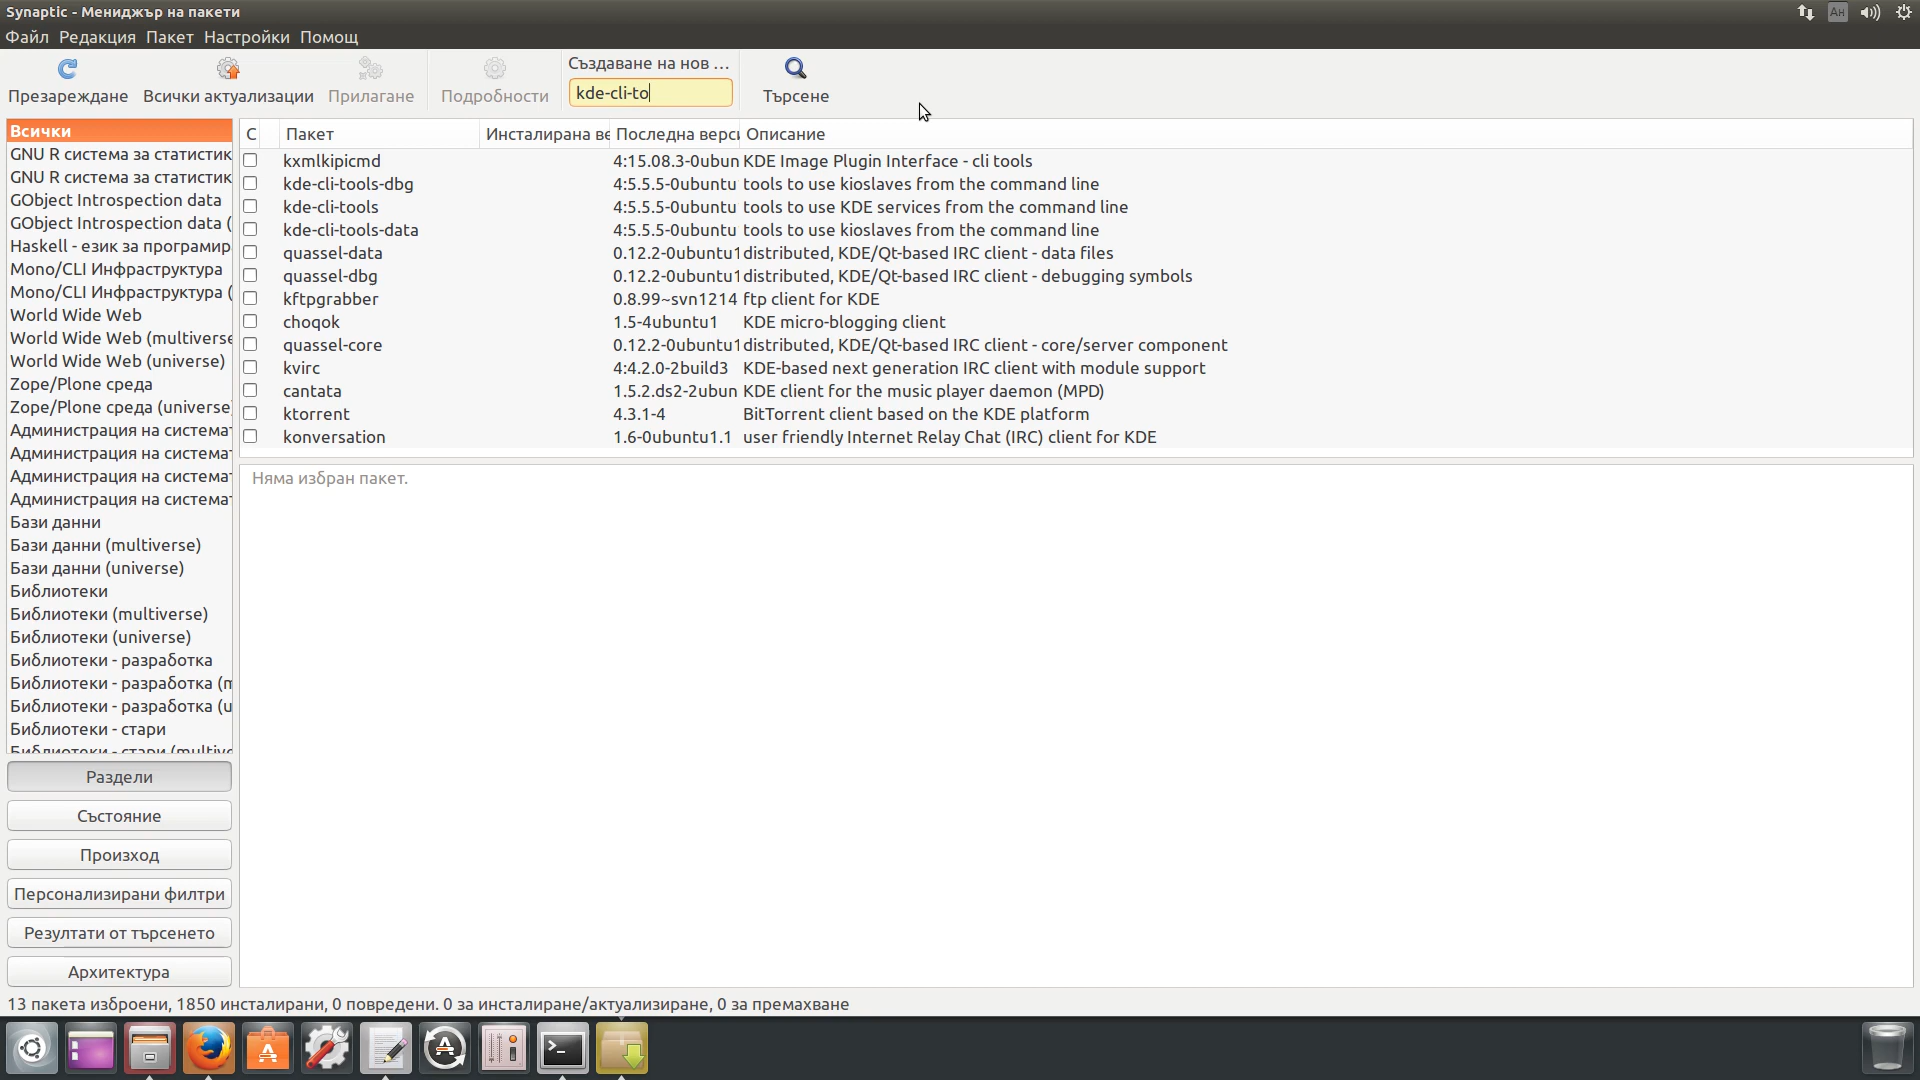 Synaptic - Мениджър на пакети
Ан
Файл Редакция Пакет Настройки Помощ
Презареждане Всички актуализации Прилагане Подробности Създаване на нов ... Търсене
kde-cli-to
С Пакет Инсталирана ве Последна верси Описание
kxmlkipicmd 4:15.08.3-0ubun KDE Image Plugin Interface - cli tools
kde-cli-tools-dbg 4:5.5.5-0ubuntu tools to use kioslaves from the command line
kde-cli-tools 4:5.5.5-0ubuntu tools to use KDE services from the command line
kde-cli-tools-data 4:5.5.5-0ubuntu tools to use kioslaves from the command line
quassel-data 0.12.2-0ubuntu1 distributed, KDE/Qt-based IRC client - data files
quassel-dbg 0.12.2-0ubuntu1 distributed, KDE/Qt-based IRC client - debugging symbols
kftpgrabber 0.8.99~svn1214 ftp client for KDE
choqok 1.5-4ubuntu1 KDE micro-blogging client
quassel-core 0.12.2-0ubuntu1 distributed, KDE/Qt-based IRC client - core/server component
kvirc 4:4.2.0-2build3 KDE-based next generation IRC client with module support
cantata 1.5.2.ds2-2ubun KDE client for the music player daemon (MPD)
ktorrent 4.3.1-4 BitTorrent client based on the KDE platform
konversation 1.6-0ubuntu1.1 user friendly Internet Relay Chat (IRC) client for KDE
Няма избран пакет.
Всички
GNU R система за статистик
GNU R система за статистик
GObject Introspection data
GObject Introspection data (
Haskell - език за програмир
Mono/CLI Инфраструктура
Mono/CLI Инфраструктура (
World Wide Web
World Wide Web (multiverse
World Wide Web (universe)
Zope/Plone среда
Zope/Plone среда (universe)
Администрация на системат
Администрация на системат
Администрация на системат
Администрация на системат
Бази данни
Бази данни (multiverse)
Бази данни (universe)
Библиотеки
Библиотеки (multiverse)
Библиотеки (universe)
Библиотеки - разработка
Библиотеки - разработка (m
Библиотеки - разработка (u
Библиотеки - стари
Библиотеки - стари (multive
Раздели
Състояние
Произход
Персонализирани филтри
Резултати от търсенето
Архитектура
13 пакета изброени, 1850 инсталирани, 0 повредени. 0 за инсталиране/актуализиране, 0 за премахване